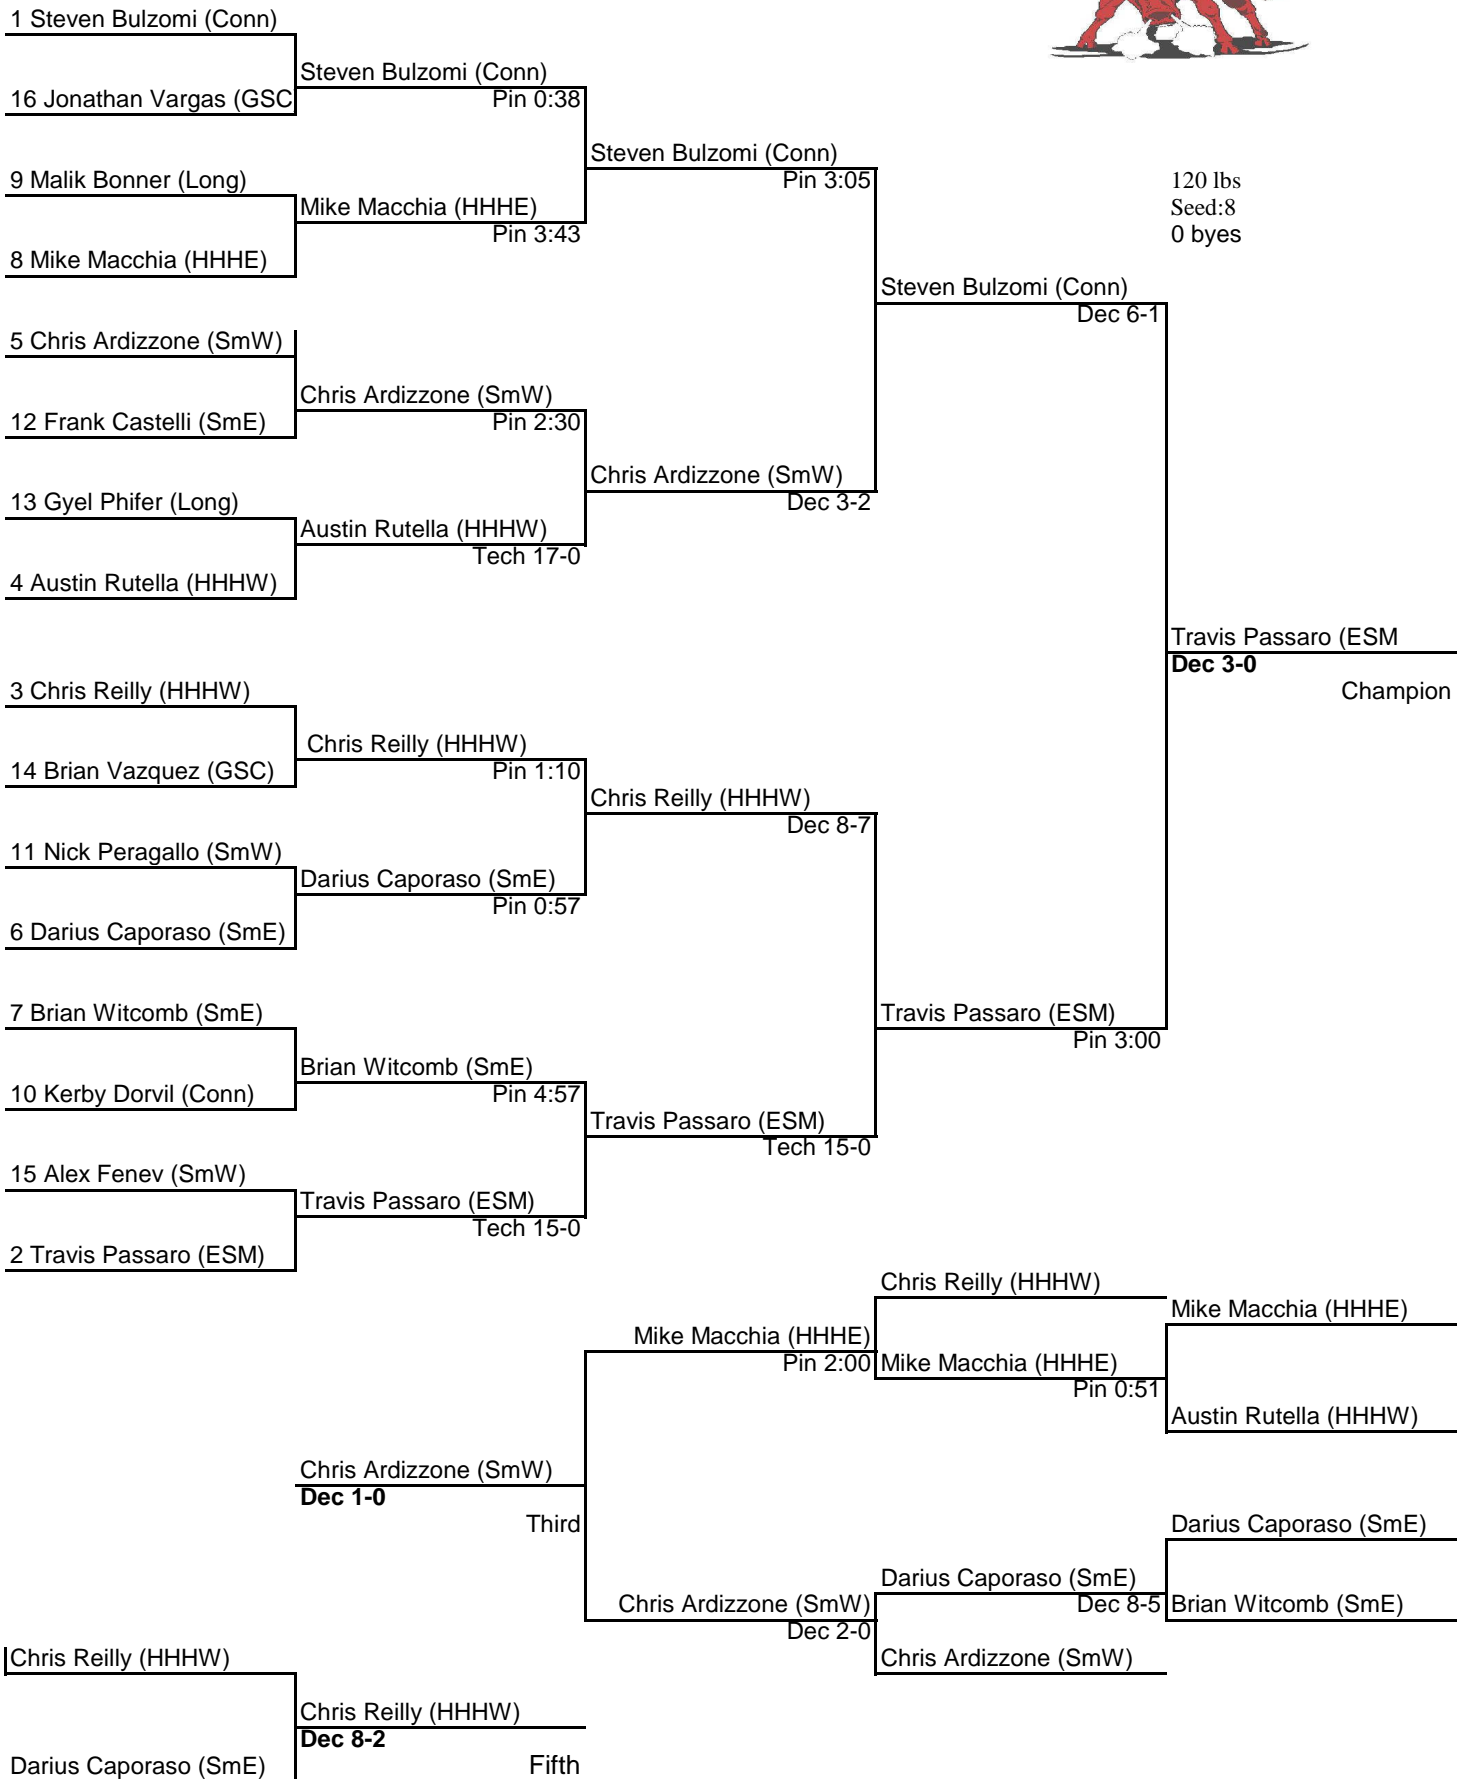 1 Steven Bulzomi (Conn)
Steven Bulzomi (Conn)
16 Jonathan Vargas (GSC
Pin 0:38
Steven Bulzomi (Conn)
9 Malik Bonner (Long)
Pin 3:05
120 lbs
Mike Macchia (HHHE)
Seed:8
Pin 3:43
0 byes
8 Mike Macchia (HHHE)
Steven Bulzomi (Conn)
Dec 6-1
5 Chris Ardizzone (SmW)
Chris Ardizzone (SmW)
12 Frank Castelli (SmE)
Pin 2:30
Chris Ardizzone (SmW)
13 Gyel Phifer (Long)
Dec 3-2
Austin Rutella (HHHW)
Tech 17-0
4 Austin Rutella (HHHW)
Travis Passaro (ESM
Dec 3-0
3 Chris Reilly (HHHW)
Champion
Chris Reilly (HHHW)
14 Brian Vazquez (GSC)
Pin 1:10
Chris Reilly (HHHW)
Dec 8-7
11 Nick Peragallo (SmW)
Darius Caporaso (SmE)
Pin 0:57
6 Darius Caporaso (SmE)
7 Brian Witcomb (SmE)
Travis Passaro (ESM)
Pin 3:00
Brian Witcomb (SmE)
10 Kerby Dorvil (Conn)
Pin 4:57
Travis Passaro (ESM)
Tech 15-0
15 Alex Fenev (SmW)
Travis Passaro (ESM)
Tech 15-0
2 Travis Passaro (ESM)
Chris Reilly (HHHW)
Mike Macchia (HHHE)
Mike Macchia (HHHE)
Pin 2:00
Mike Macchia (HHHE)
Pin 0:51
Austin Rutella (HHHW)
Chris Ardizzone (SmW)
Dec 1-0
Third
Darius Caporaso (SmE)
Darius Caporaso (SmE)
Chris Ardizzone (SmW)
Dec 8-5
Brian Witcomb (SmE)
Dec 2-0
Chris Reilly (HHHW)
Chris Ardizzone (SmW)
Chris Reilly (HHHW)
Dec 8-2
Darius Caporaso (SmE)
Fifth